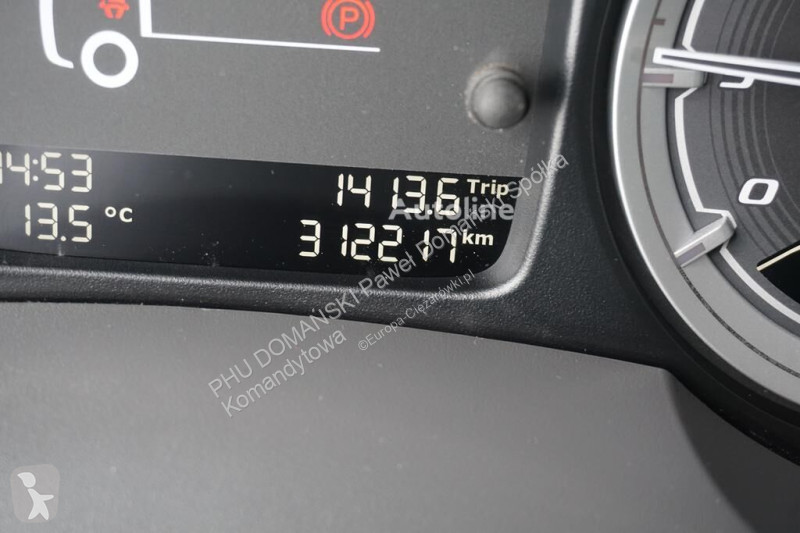 P
14:53
1413.6 Trip
13.5 °C
312217 km
0
Autoline
PHU DOMAŃSKI Paweł Domański Spółka
Komandytowa
©Europa-Ciężarówki.pl